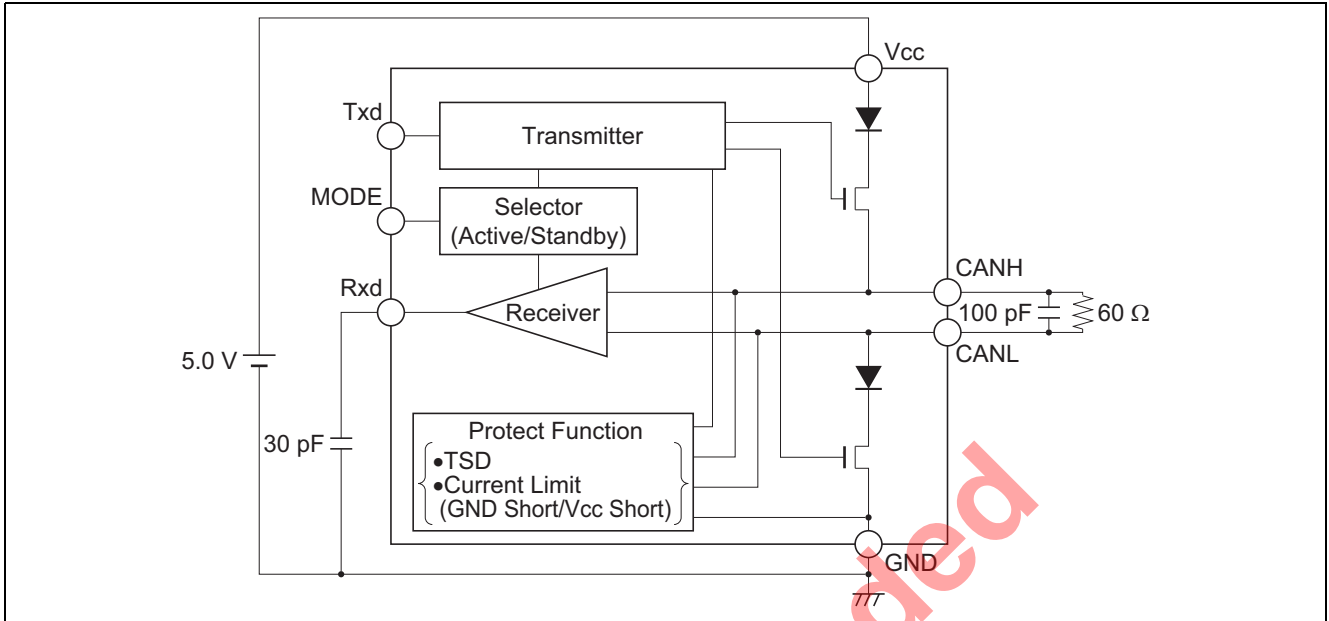 Vcc
Txd
Transmitter
MODE
Selector
(Active/Standby)
CANH
Rxd
Receiver
100 pF
60 Ω
CANL
5.0 V
30 pF
Protect Function
•TSD
•Current Limit
(GND Short/Vcc Short)
GND
ded